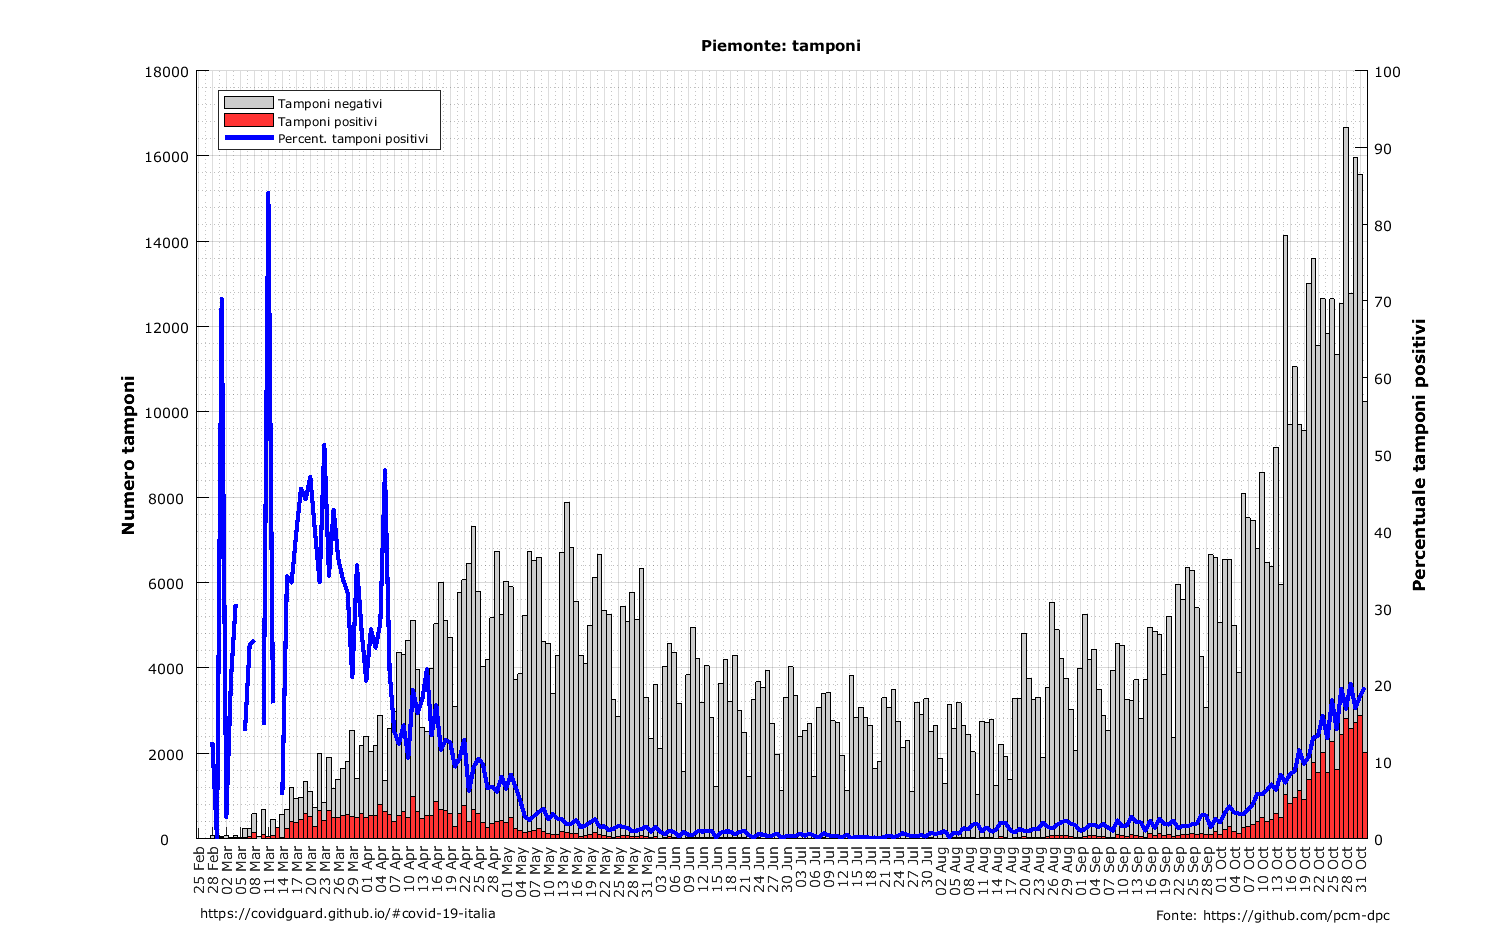 Piemonte: tamponi
18000
16000
14000
12000
10000
8000
6000
4000
2000
0
Numero tamponi
Tamponi negativi
Tamponi positivi
Percent. tamponi positivi
100
90
80
70
60
50
40
30
20
10
0
Percentuale tamponi positivi
25 Feb
28 Feb
02 Mar
05 Mar
08 Mar
11 Mar
14 Mar
17 Mar
20 Mar
23 Mar
26 Mar
29 Mar
01 Apr
04 Apr
07 Apr
10 Apr
13 Apr
16 Apr
19 Apr
22 Apr
25 Apr
28 Apr
01 May
04 May
07 May
10 May
13 May
16 May
19 May
22 May
25 May
28 May
31 May
03 Jun
06 Jun
09 Jun
12 Jun
15 Jun
18 Jun
21 Jun
24 Jun
27 Jun
30 Jun
03 Jul
06 Jul
09 Jul
12 Jul
15 Jul
18 Jul
21 Jul
24 Jul
27 Jul
30 Jul
02 Aug
05 Aug
08 Aug
11 Aug
14 Aug
17 Aug
20 Aug
23 Aug
26 Aug
29 Aug
01 Sep
04 Sep
07 Sep
10 Sep
13 Sep
16 Sep
19 Sep
22 Sep
25 Sep
28 Sep
01 Oct
04 Oct
07 Oct
10 Oct
13 Oct
16 Oct
19 Oct
22 Oct
25 Oct
28 Oct
31 Oct
https://covidguard.github.io/#covid-19-italia
Fonte: https://github.com/pcm-dpc